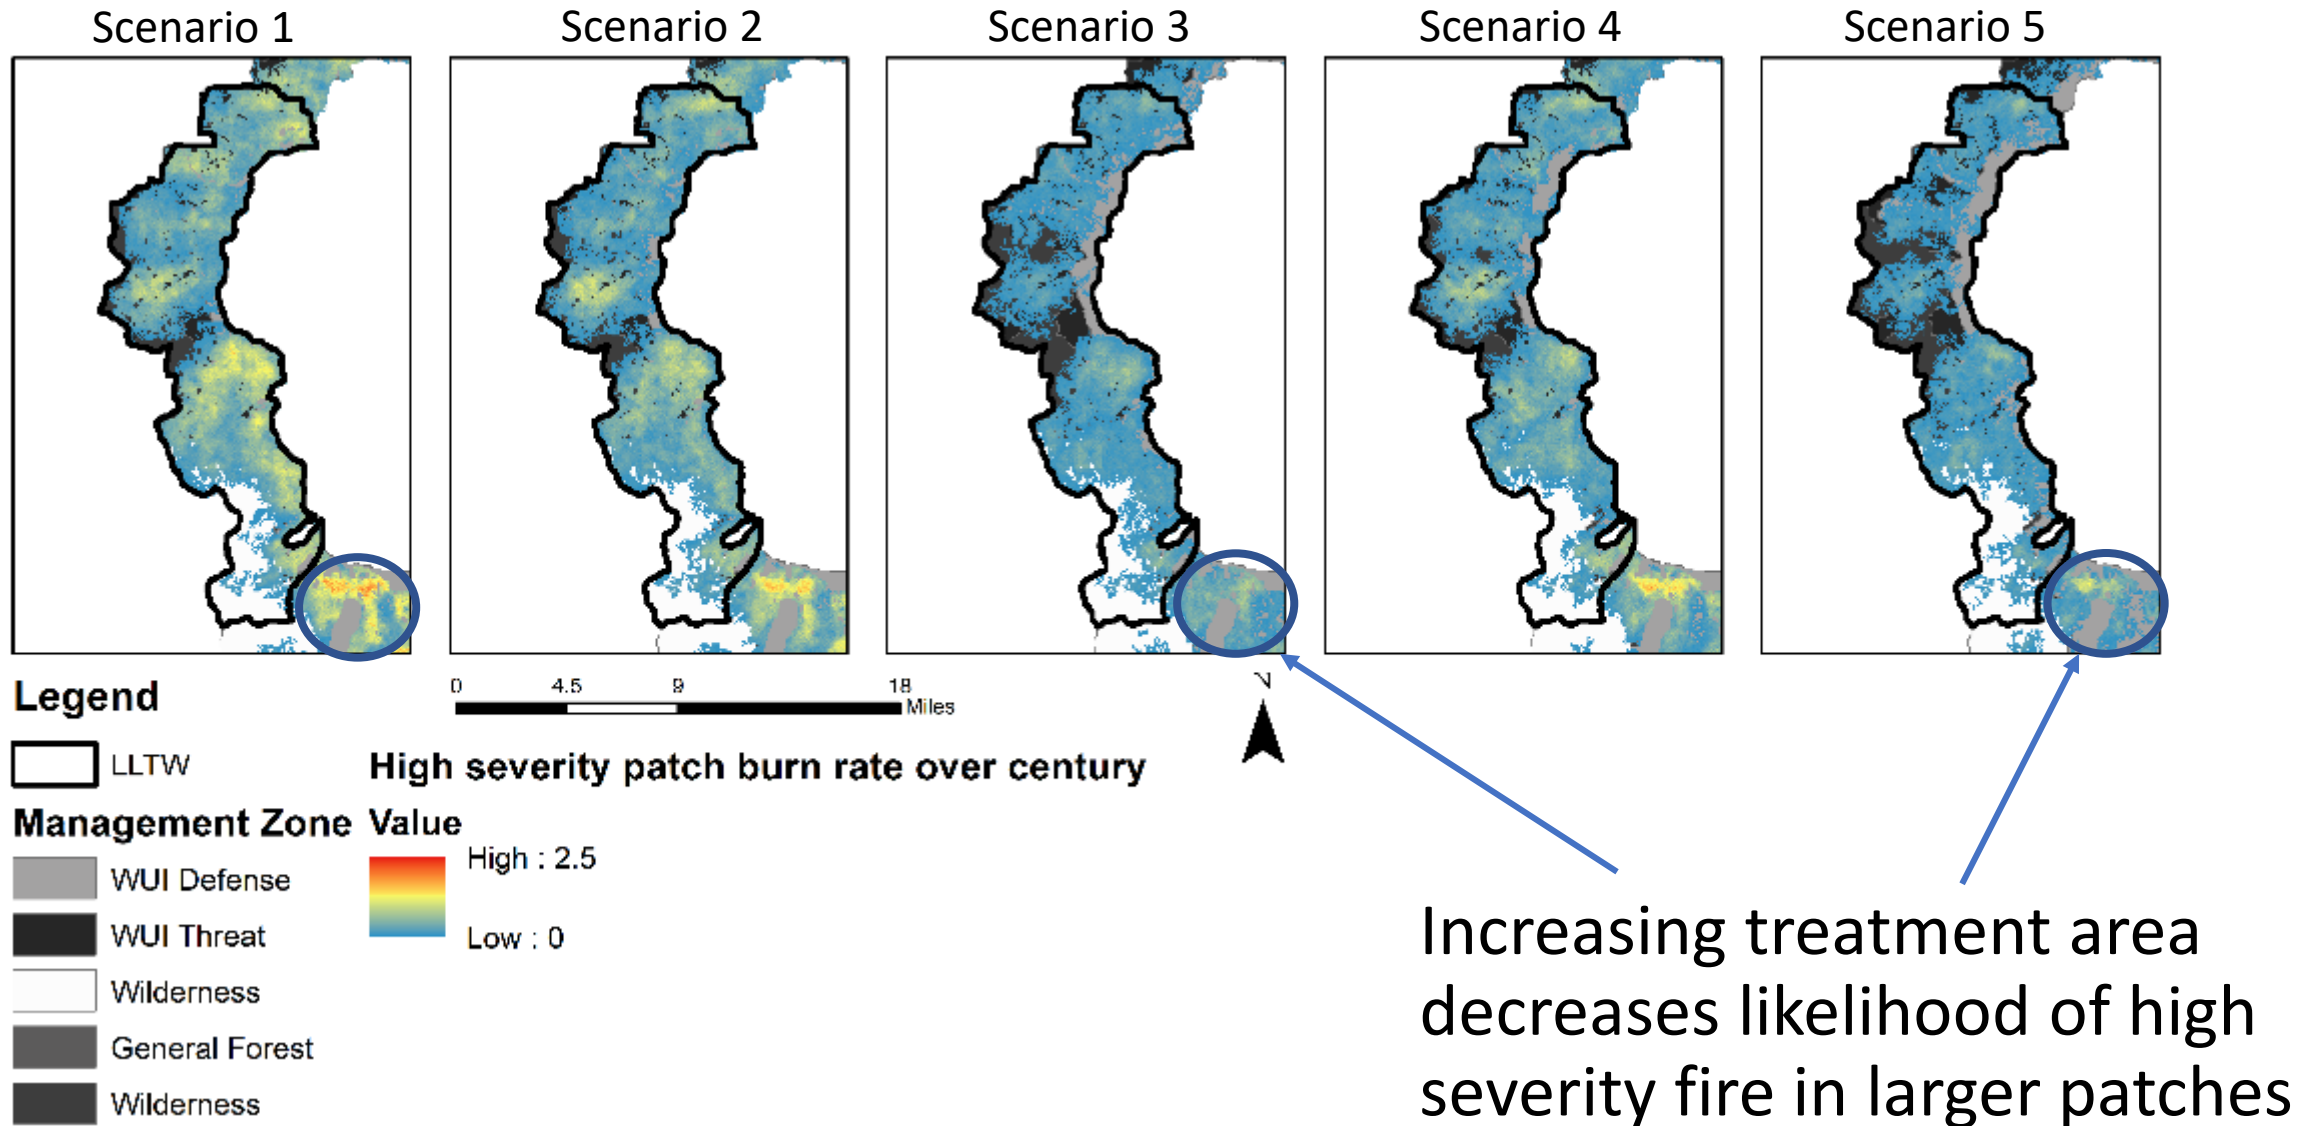 Scenario 1
Scenario 2
Scenario 3
Scenario 4
Scenario 5
Legend
LLTW
Management Zone
WUI Defense
WUI Threat
Wilderness
General Forest
Wilderness
0 4.5 9 18
Miles
High severity patch burn rate over century
Value
High : 2.5
Low : 0
N
Increasing treatment area
decreases likelihood of high
severity fire in larger patches